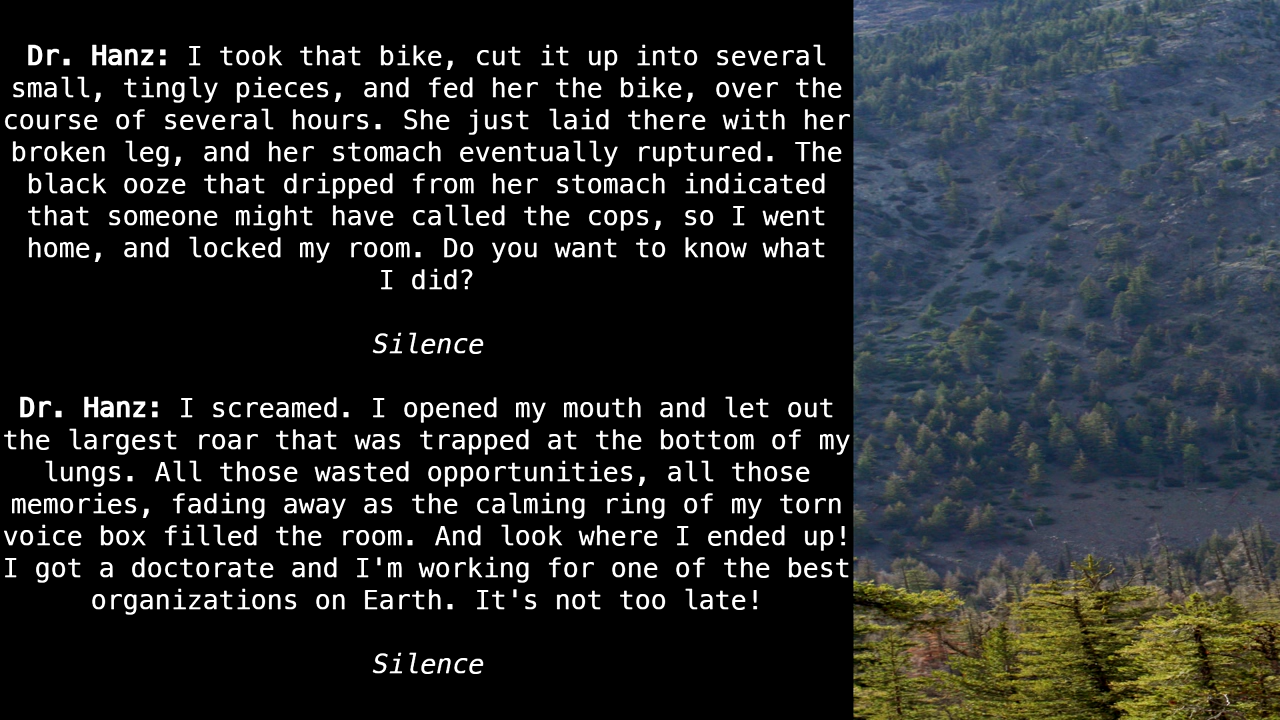 Dr. Hanz: I took that bike, cut it up into several
small, tingly pieces, and fed her the bike, over the
course of several hours. She just laid there with her
broken leg, and her stomach eventually ruptured. The
black ooze that dripped from her stomach indicated
that someone might have called the cops, so I went
home, and locked my room. Do you want to know what
I did?
Silence
Dr. Hanz: I screamed. I opened my mouth and let out
the largest roar that was trapped at the bottom of my
lungs. All those wasted opportunities, all those
memories, fading away as the calming ring of my torn
voice box filled the room. And look where I ended up!
I got a doctorate and I'm working for one of the best
organizations on Earth. It's not too late!
Silence